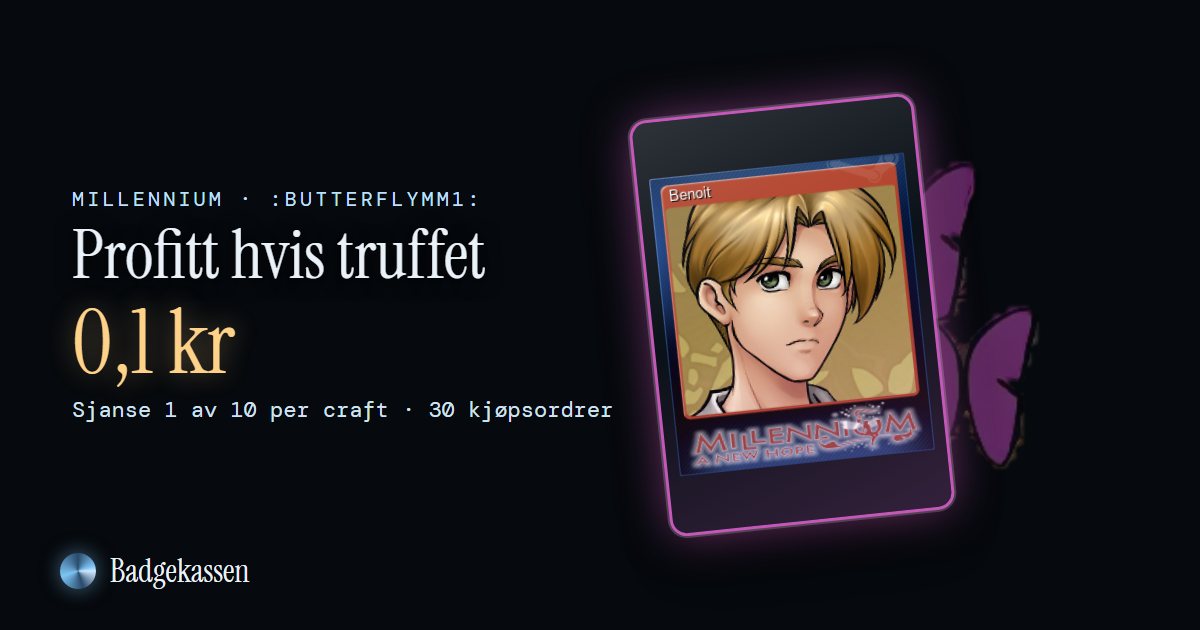 MILLENNIUM · :BUTTERFLYMM1:
Profitt hvis truffet
0,1 kr
Sjanse 1 av 10 per craft · 30 kjøpsordrer
Benoit
MILLENNIUM
A NEW HOPE
Badgekassen